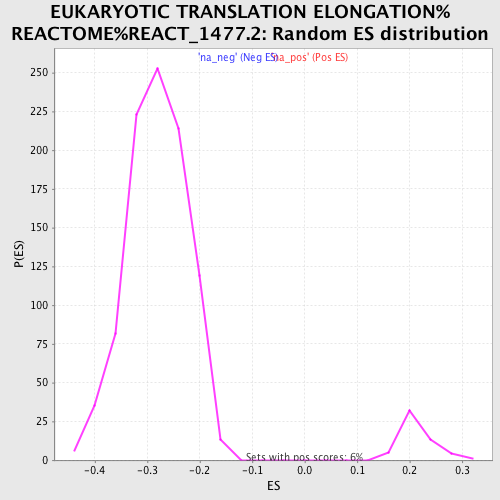 EUKARYOTIC TRANSLATION ELONGATION%
REACTOME%REACT_1477.2: Random ES distribution
'na_neg' (Neg ES) 'na_pos' (Pos ES)
250
225
200
175
150
125
100
75
50
25
0
P(ES)
Sets with pos scores: 6%
-0.4 -0.3 -0.2 -0.1 0.0 0.1 0.2 0.3
ES